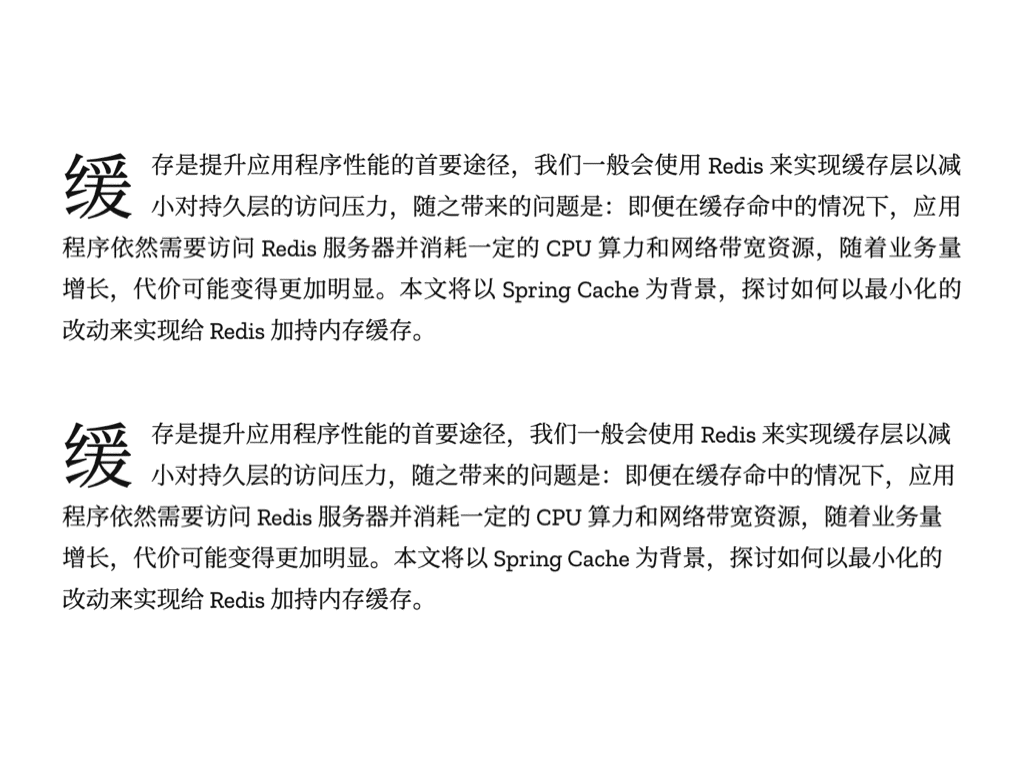 缓存是提升应用程序性能的首要途径，我们一般会使用 Redis 来实现缓存层以减
小对持久层的访问压力，随之带来的问题是：即便在缓存命中的情况下，应用
程序依然需要访问 Redis 服务器并消耗一定的 CPU 算力和网络带宽资源，随着业务量
增长，代价可能变得更加明显。本文将以 Spring Cache 为背景，探讨如何以最小化的
改动来实现给 Redis 加持内存缓存。
缓存是提升应用程序性能的首要途径，我们一般会使用 Redis 来实现缓存层以减
小对持久层的访问压力，随之带来的问题是：即便在缓存命中的情况下，应用
程序依然需要访问 Redis 服务器并消耗一定的 CPU 算力和网络带宽资源，随着业务量
增长，代价可能变得更加明显。本文将以 Spring Cache 为背景，探讨如何以最小化的
改动来实现给 Redis 加持内存缓存。